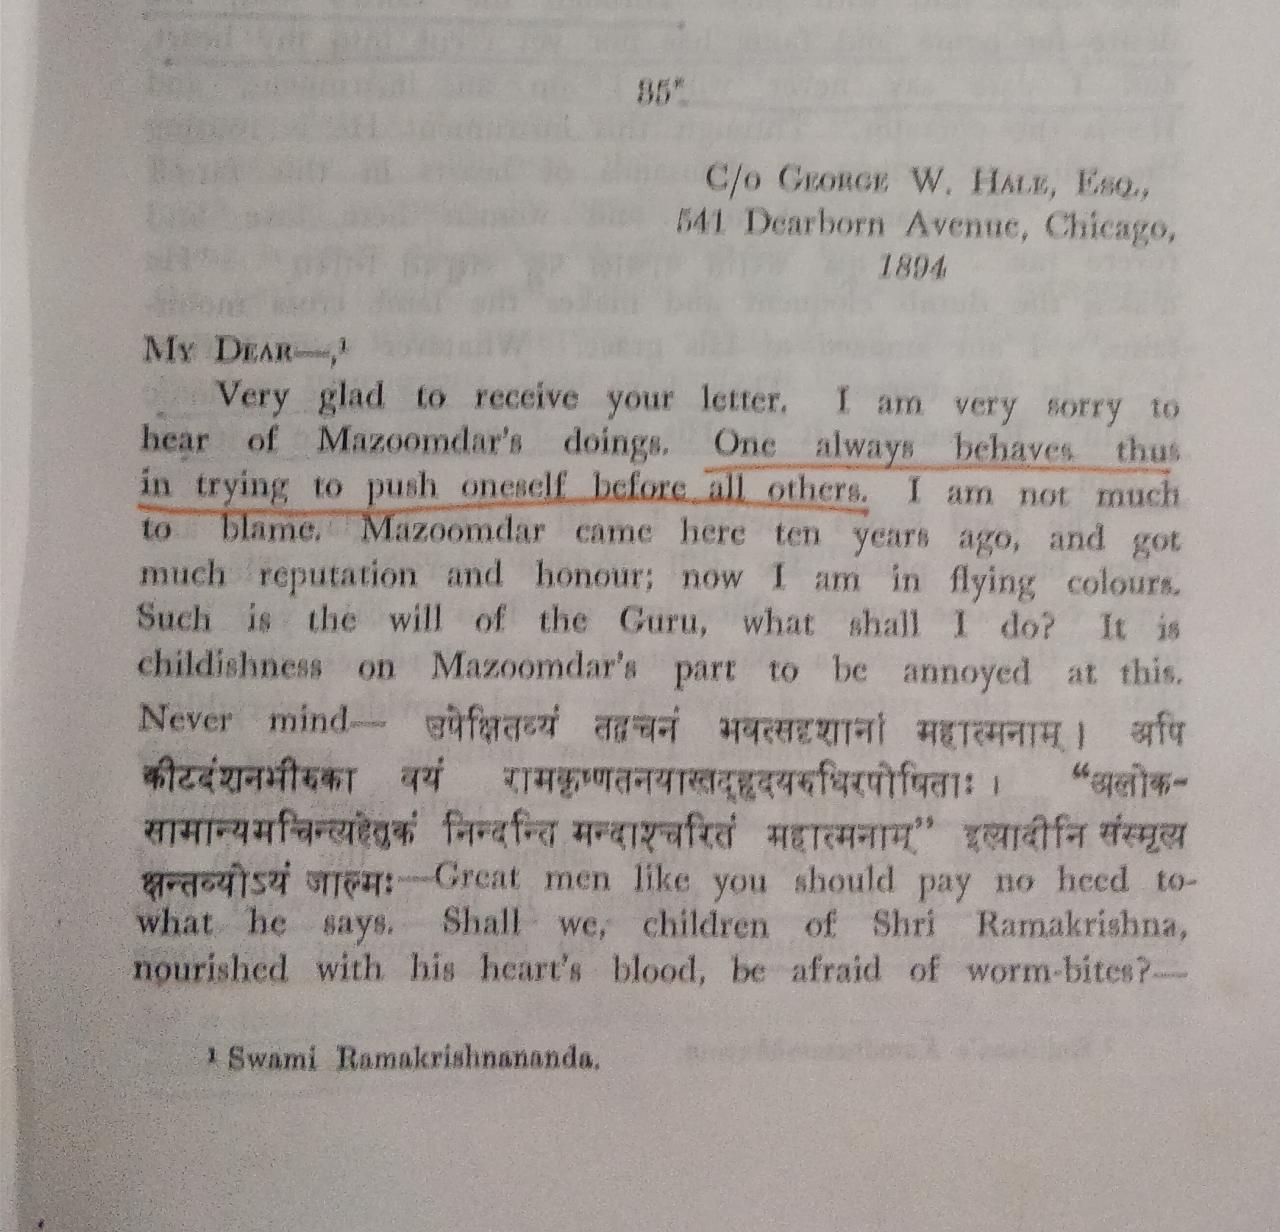 85*
C/o GEORGE W. HALE, ESQ.,
541 Dearborn Avenue, Chicago,
1894
MY DEAR—,¹
Very glad to receive your letter. I am very sorry to
hear of Mazoomdar's doings. One always behaves thus
in trying to push oneself before all others. I am not much
to blame. Mazoomdar came here ten years ago, and got
much reputation and honour; now I am in flying colours.
Such is the will of the Guru, what shall I do? It is
childishness on Mazoomdar's part to be annoyed at this.
Never mind— उपेक्षितव्यं तद्वचनं भवत्सदृशानां महात्मनाम् । अपि
कीटदंशनभीरुका वयं रामकृष्णतनयास्तद्हृदयरुधिरपोषिताः । “अलोक-
सामान्यमचिन्त्यहेतुकं निन्दन्ति मन्दाश्चरितं महात्मनाम्” इत्यादीनि संस्मृत्य
क्षन्तव्योऽयं जाल्मः—Great men like you should pay no heed to-
what he says. Shall we, children of Shri Ramakrishna,
nourished with his heart's blood, be afraid of worm-bites?—
¹ Swami Ramakrishnananda.